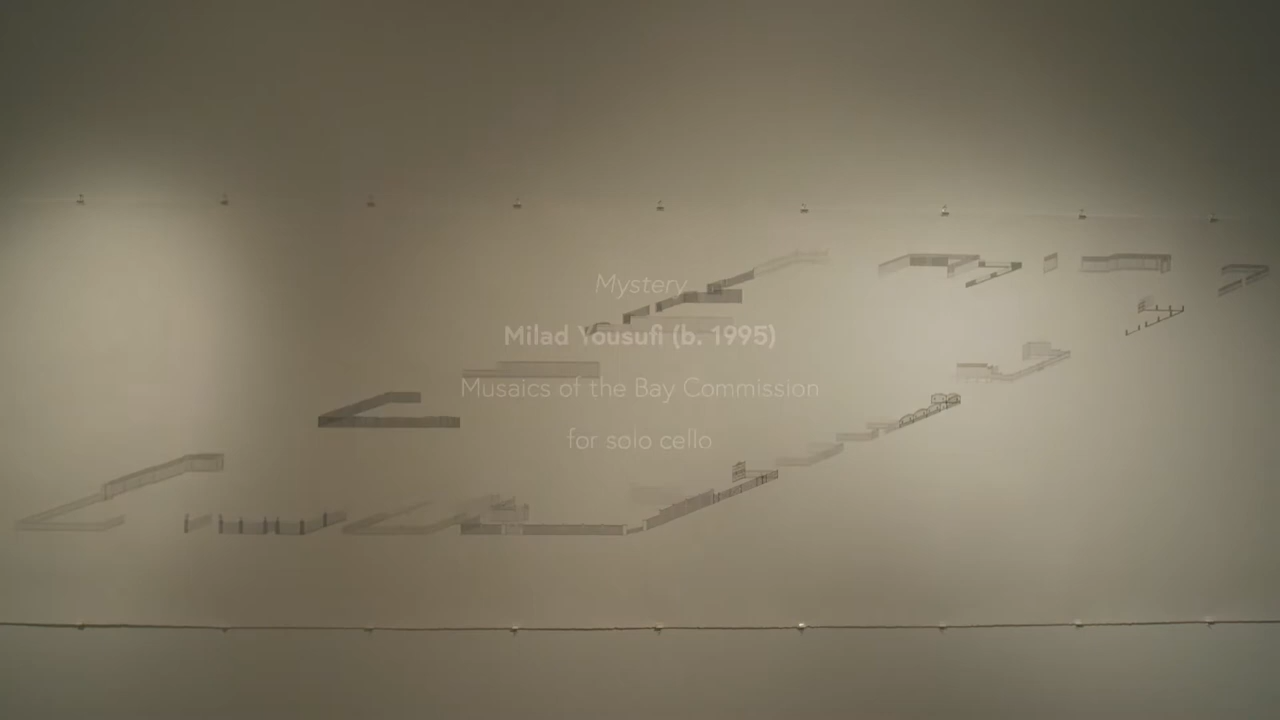 Mystery
Milad Yousufi (b. 1995)
Musaics of the Bay Commission
for solo cello